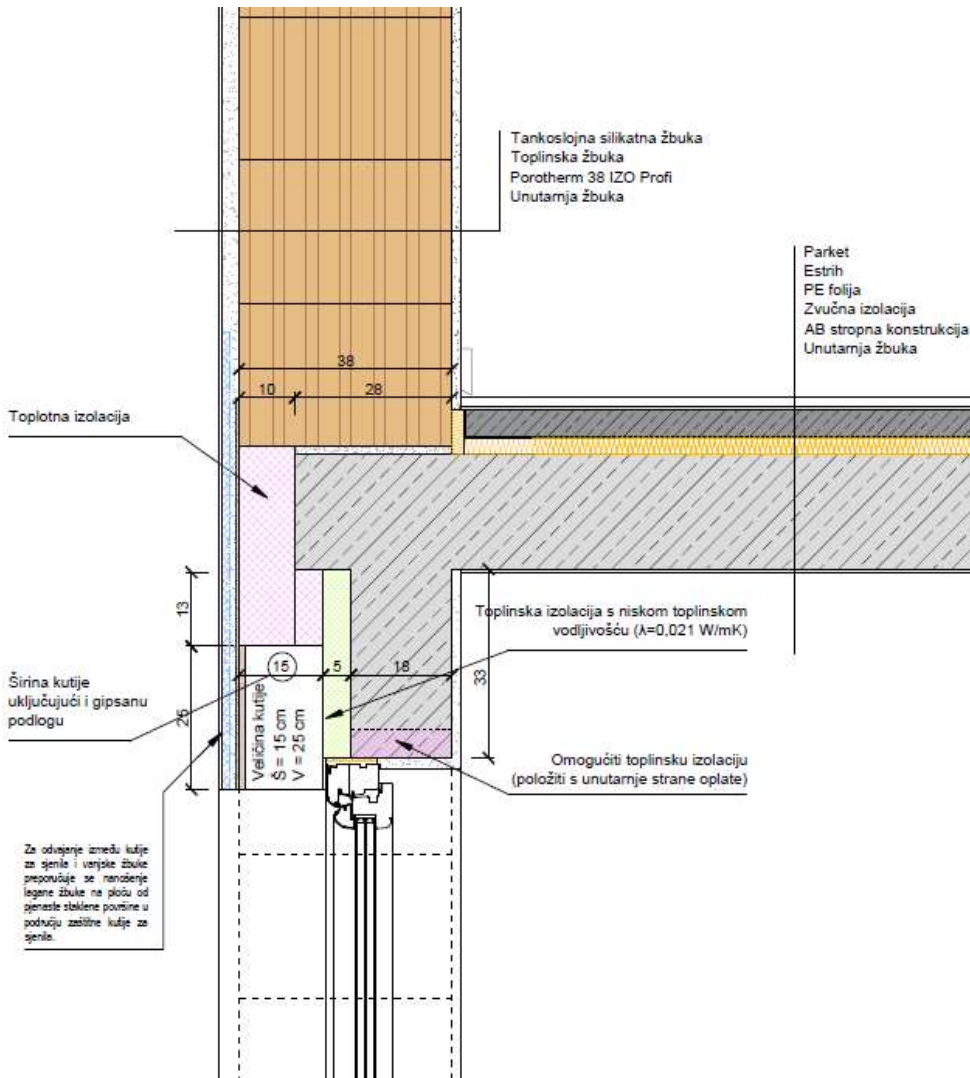 Tankoslojna silikatna žbuka
Toplinska žbuka
Porotherm 38 IZO Profi
Unutarnja žbuka
Parket
Estrih
PE folija
Zvučna izolacija
AB stropna konstrukcija
Unutarnja žbuka
38
10
28
Toplotna izolacija
13
Toplinska izolacija s niskom toplinskom
vodljivošću (λ=0,021 W/mK)
15
5
18
33
Širina kutije
uključujući i gipsanu
podlogu
25
Veličina kutije
Š = 15 cm
V = 25 cm
Omogućiti toplinsku izolaciju
(položiti s unutarnje strane oplate)
Za odvajanje između kutije
za sjenila i vanjske žbuke
preporučuje se nanošenje
lagane žbuke na ploču od
pjenaste staklene površine u
području zaštitne kutije za
sjenila.